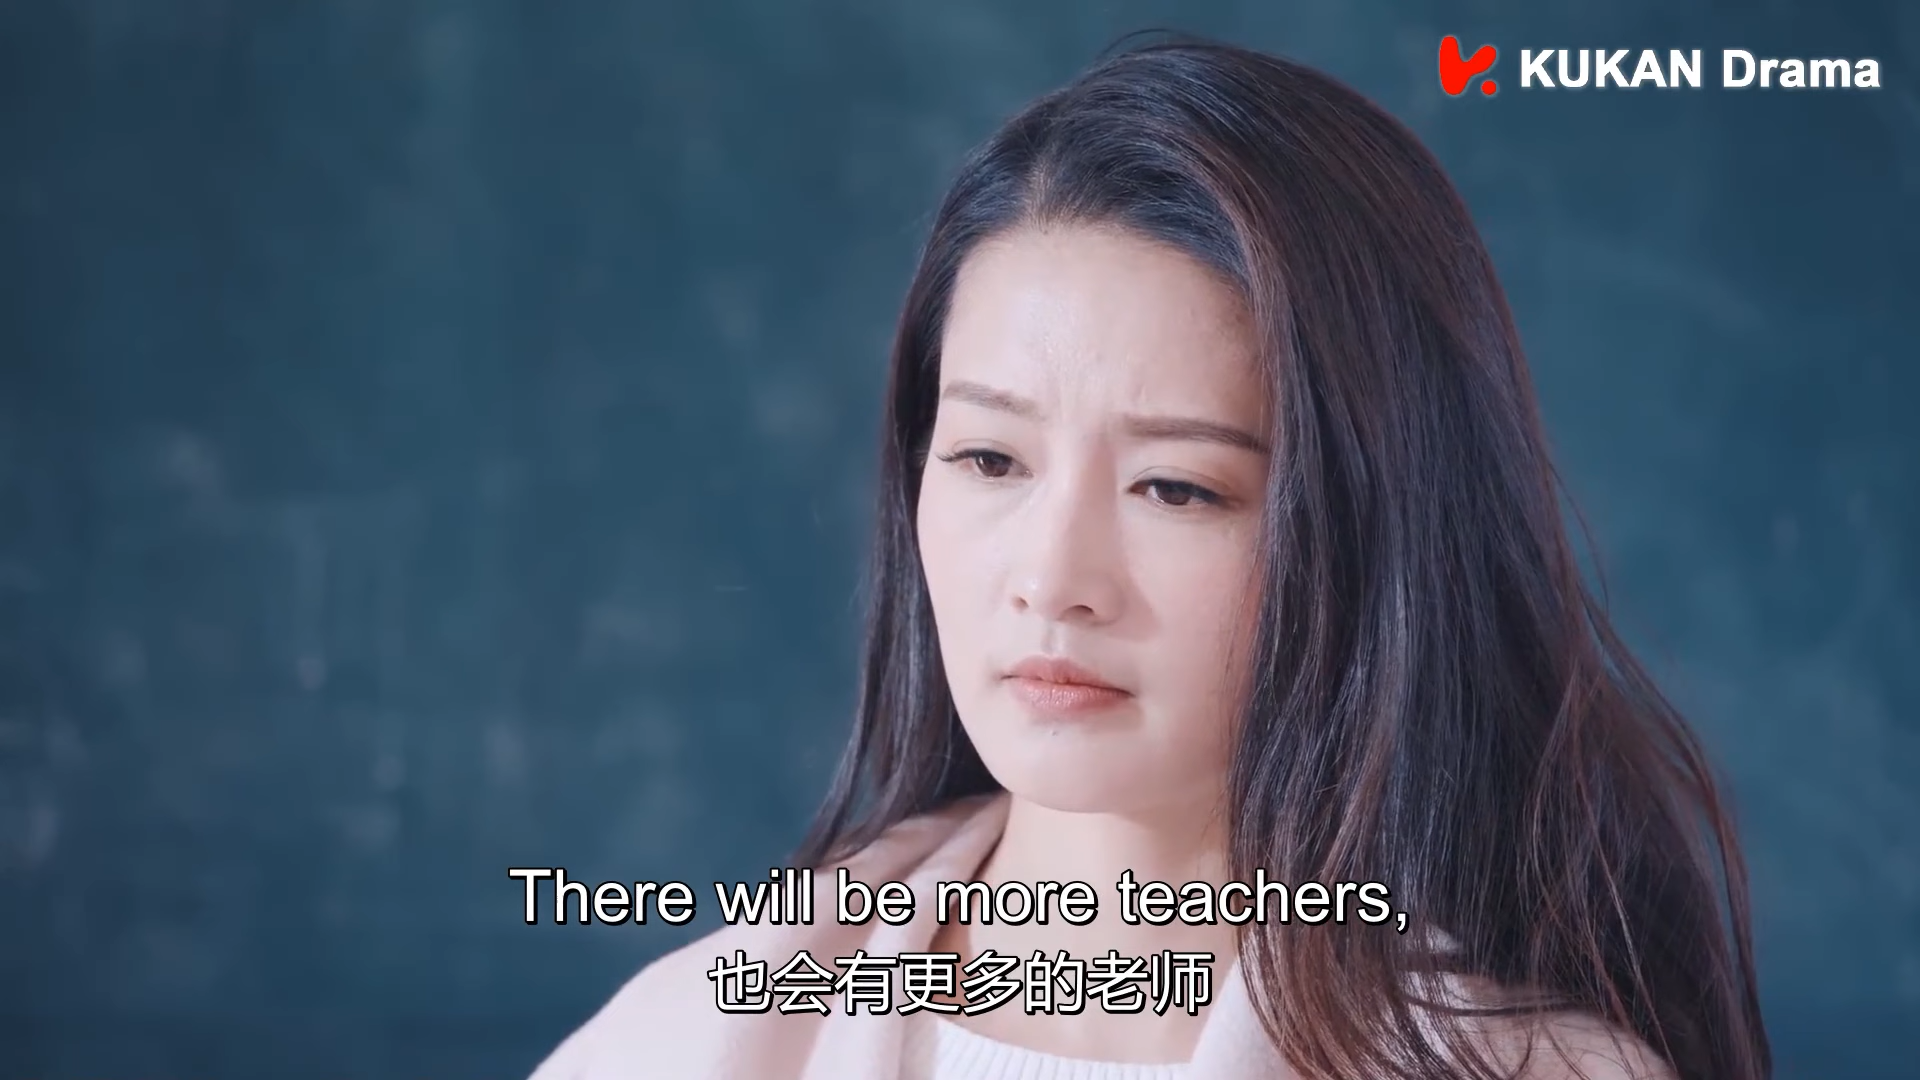 KUKAN Drama
There will be more teachers,
也会有更多的老师